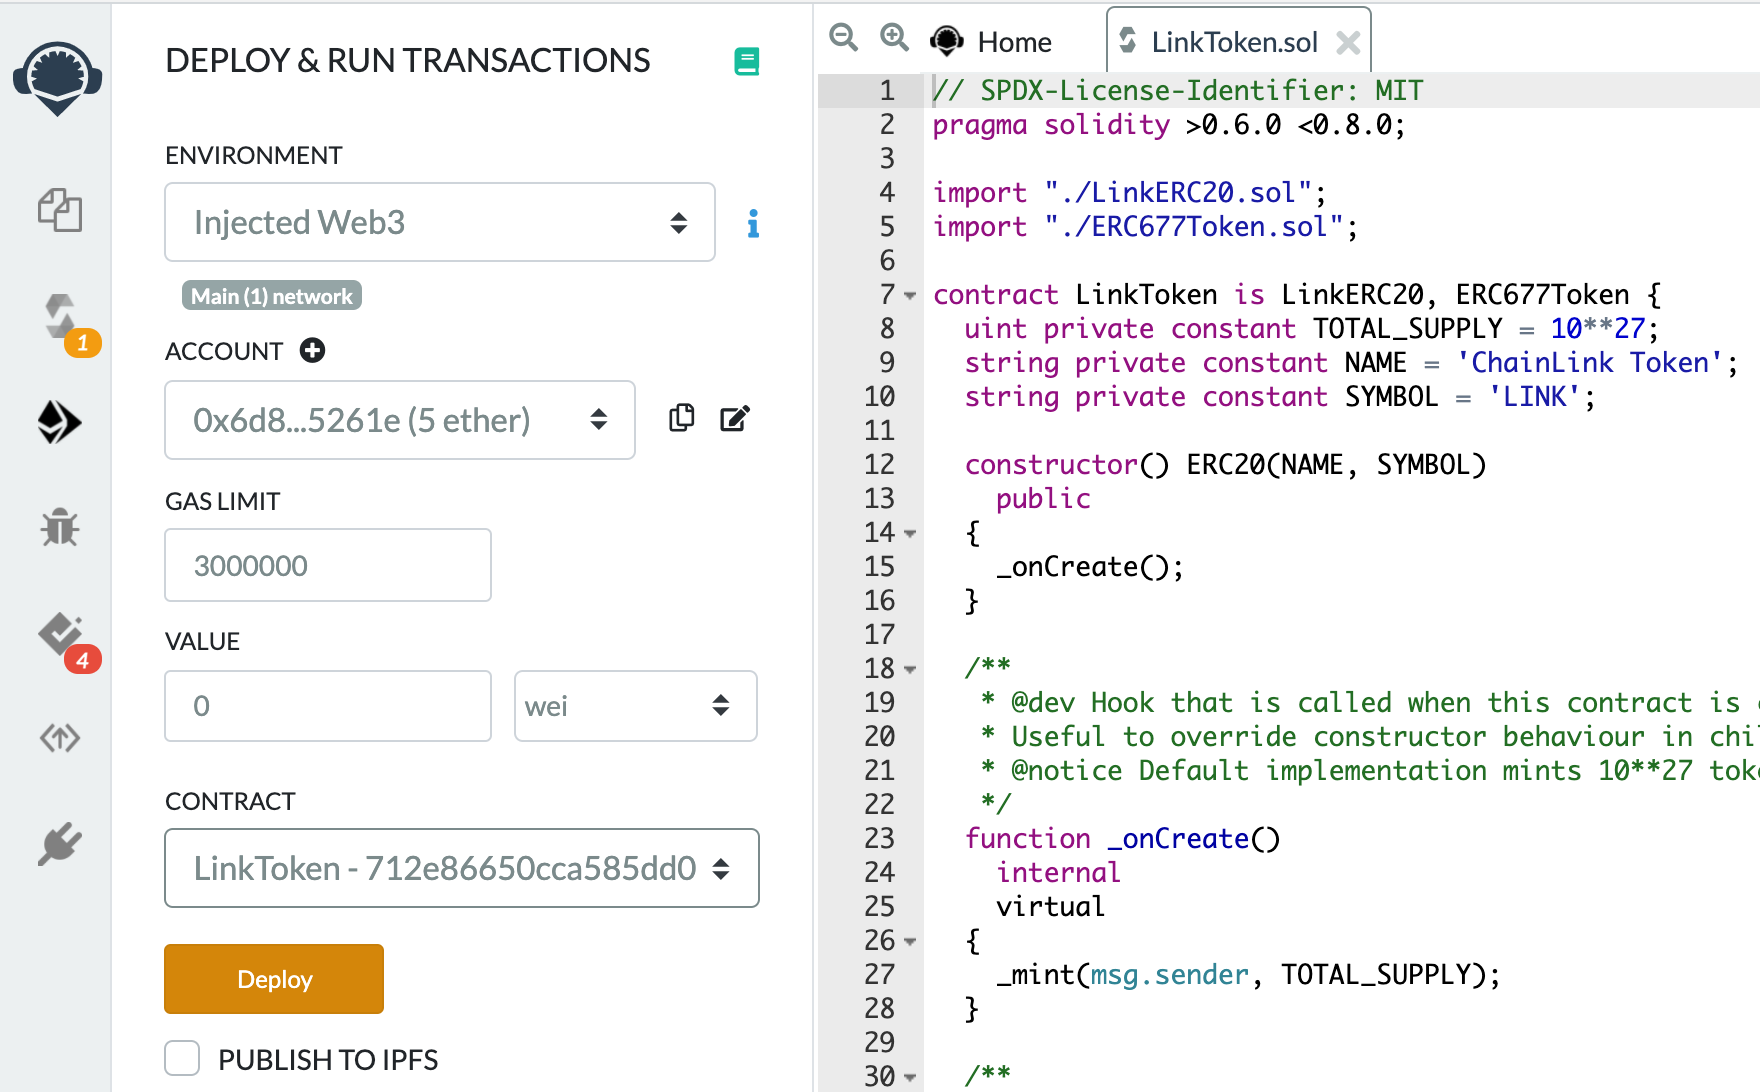 DEPLOY & RUN TRANSACTIONS
ENVIRONMENT
Injected Web3
Main (1) network
ACCOUNT
0x6d8...5261e (5 ether)
GAS LIMIT
3000000
VALUE
0
wei
CONTRACT
LinkToken - 712e86650cca585dd0
Deploy
PUBLISH TO IPFS
1
4
Home
LinkToken.sol
1 // SPDX-License-Identifier: MIT
2 pragma solidity >0.6.0 <0.8.0;
3
4 import "./LinkERC20.sol";
5 import "./ERC677Token.sol";
6
7 contract LinkToken is LinkERC20, ERC677Token {
8 uint private constant TOTAL_SUPPLY = 10**27;
9 string private constant NAME = 'ChainLink Token';
10 string private constant SYMBOL = 'LINK';
11
12 constructor() ERC20(NAME, SYMBOL)
13 public
14 {
15 _onCreate();
16 }
17
18 /**
19 * @dev Hook that is called when this contract is
20 * Useful to override constructor behaviour in chi
21 * @notice Default implementation mints 10**27 tok
22 */
23 function _onCreate()
24 internal
25 virtual
26 {
27 _mint(msg.sender, TOTAL_SUPPLY);
28 }
29
30 /**